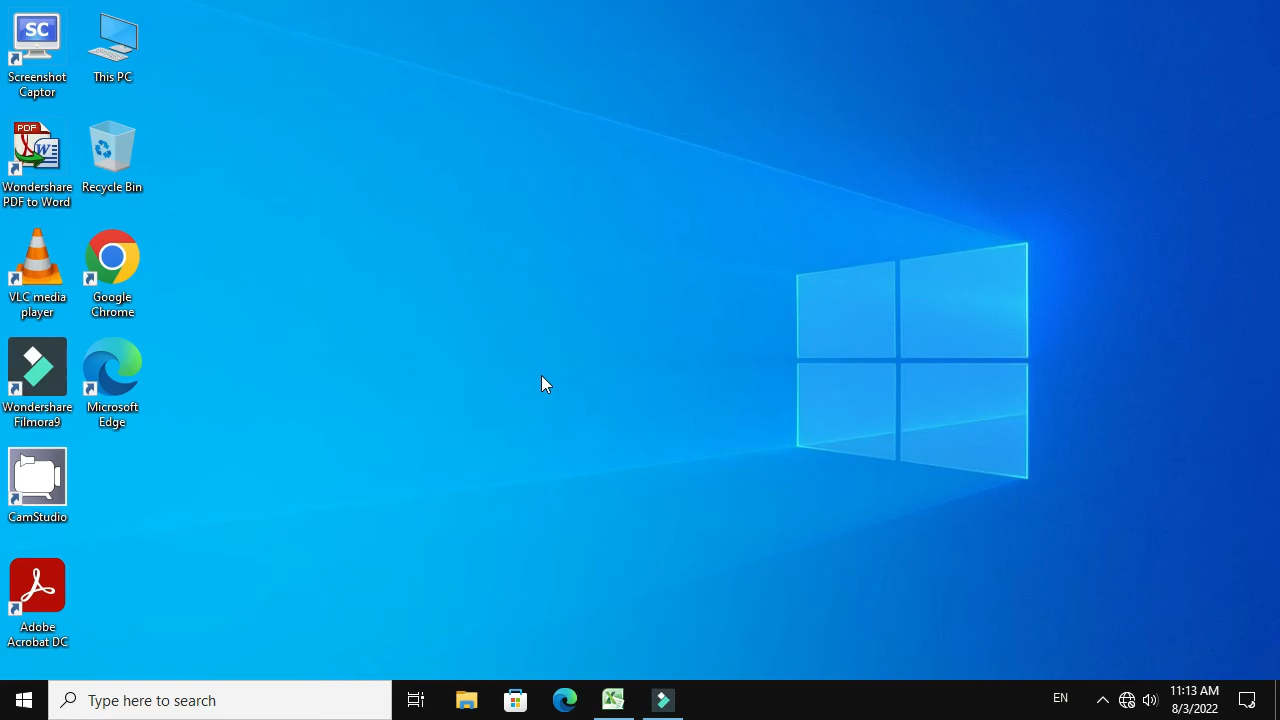 SC
Screenshot
Captor
This PC
PDF
W
Wondershare
PDF to Word
Recycle Bin
VLC media
player
Google
Chrome
Wondershare
Filmora9
Microsoft
Edge
CamStudio
Adobe
Acrobat DC
Type here to search
EN
11:13 AM
8/3/2022